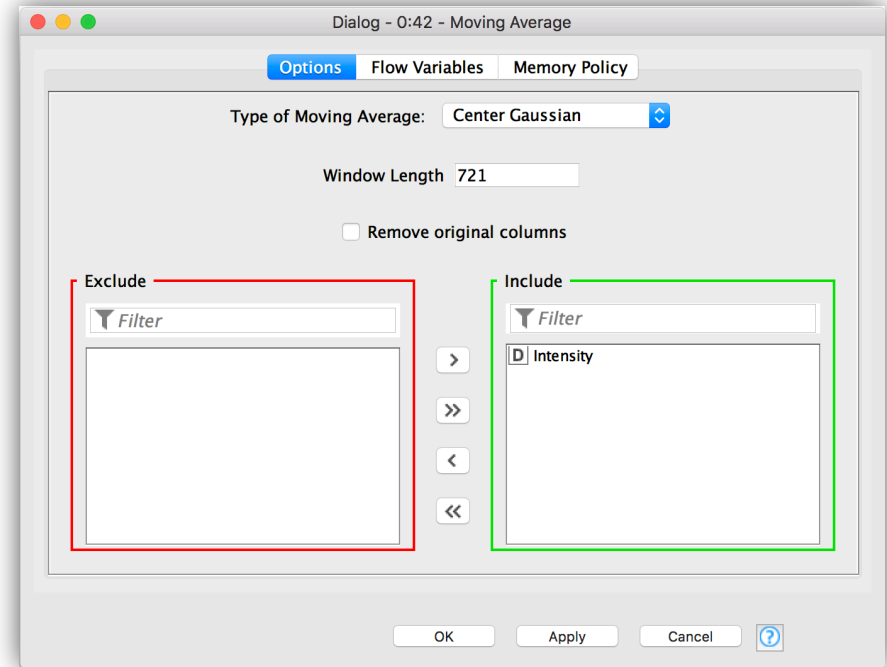 Dialog - 0:42 - Moving Average
Options Flow Variables Memory Policy
Type of Moving Average: Center Gaussian
Window Length 721
Remove original columns
Exclude
Filter
>
>>
<
<<
Include
Filter
D Intensity
OK Apply Cancel ?